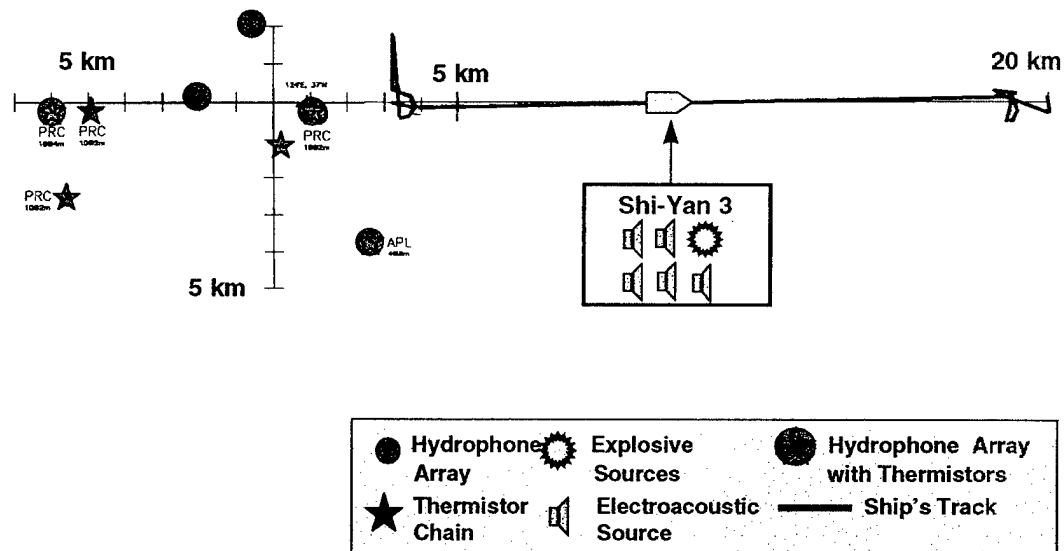 5 km
5 km
20 km
PRC
PRC
PRC
PRC
APL
5 km
Shi-Yan 3
Hydrophone Array
Explosive Sources
Hydrophone Array with Thermistors
Thermistor Chain
Electroacoustic Source
Ship's Track